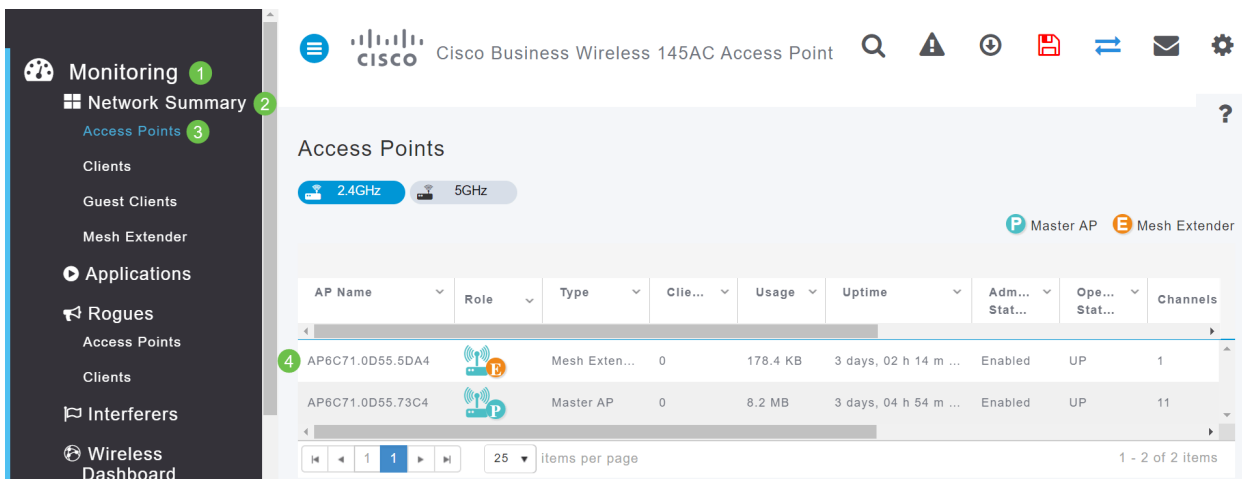 Monitoring 1
Network Summary 2
Access Points 3
Clients
Guest Clients
Mesh Extender
Applications
Rogues
Access Points
Clients
Interferers
Wireless
Dashboard
CISCO Cisco Business Wireless 145AC Access Point
?
Access Points
2.4GHz 5GHz
P Master AP E Mesh Extender
AP Name Role Type Clie... Usage Uptime Adm... Stat... Ope... Stat... Channels
4 AP6C71.0D55.5DA4 E Mesh Exten... 0 178.4 KB 3 days, 02 h 14 m ... Enabled UP 1
AP6C71.0D55.73C4 P Master AP 0 8.2 MB 3 days, 04 h 54 m ... Enabled UP 11
1 1 25 items per page 1 - 2 of 2 items